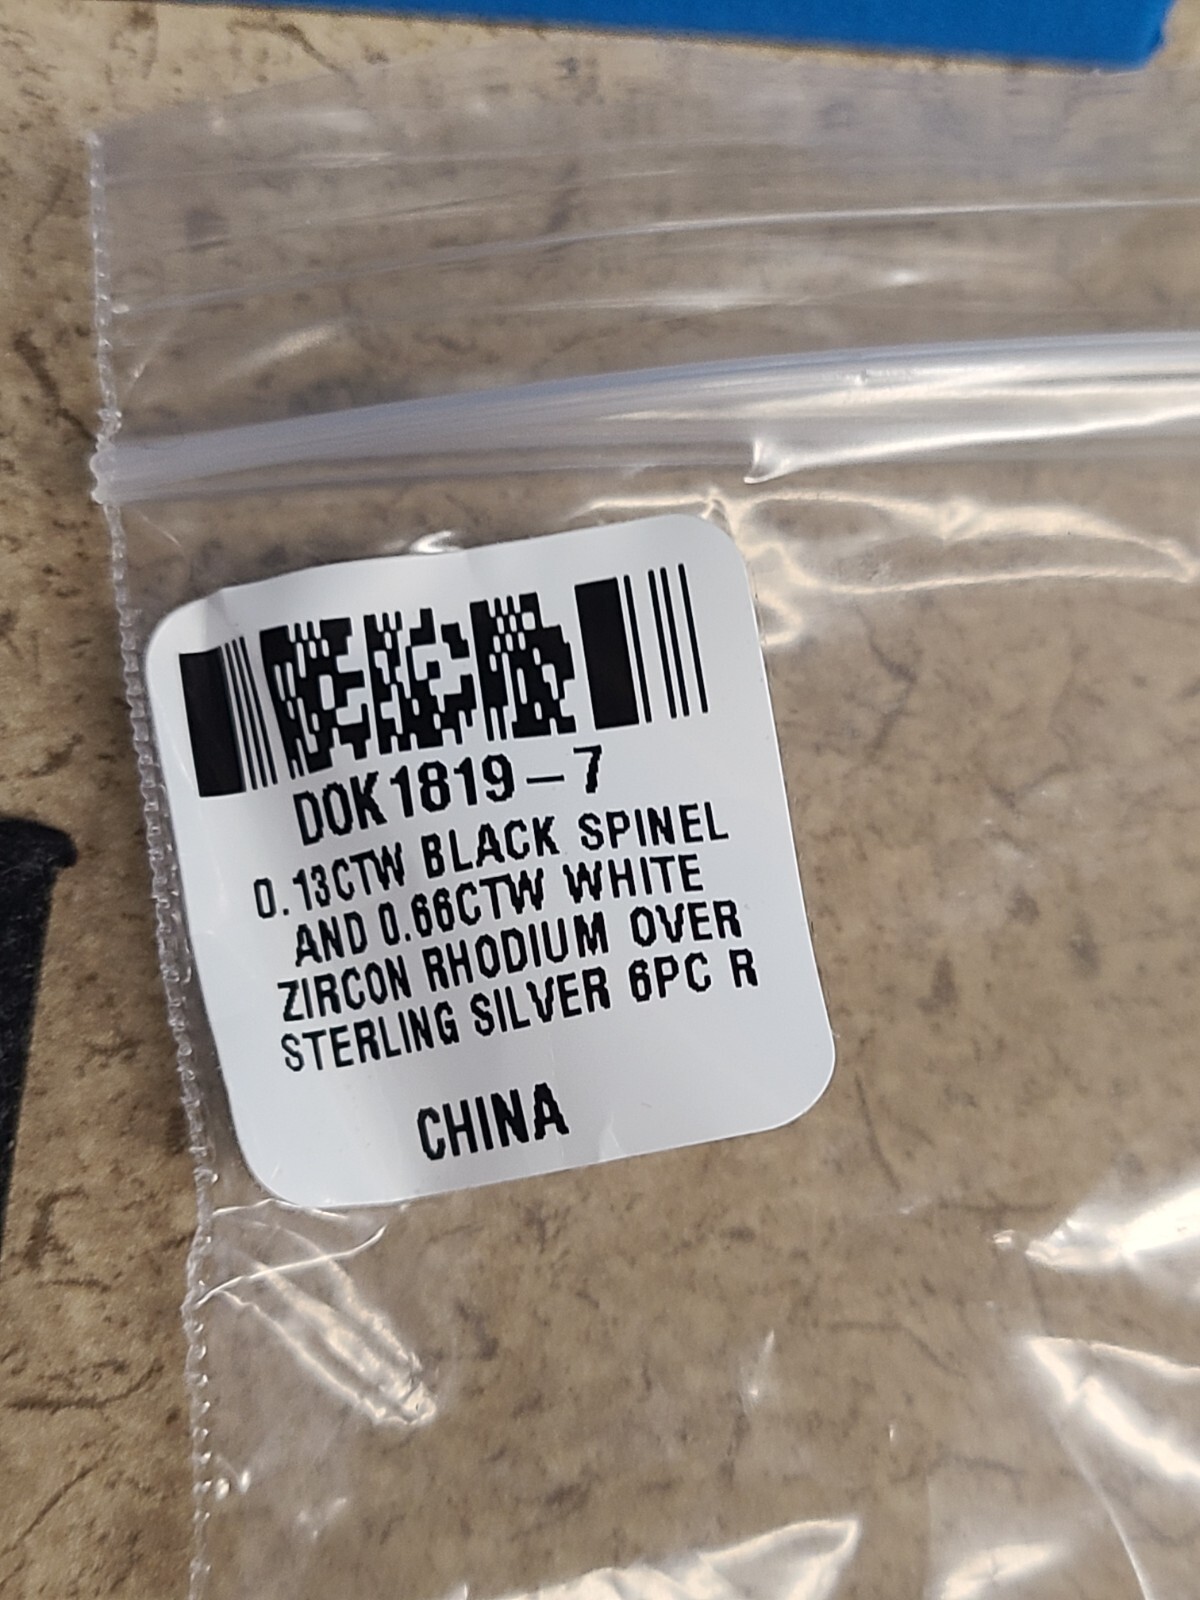 DOK1819-7
0.13CTW BLACK SPINEL
AND 0.66CTW WHITE
ZIRCON RHODIUM OVER
STERLING SILVER 6PC R
CHINA